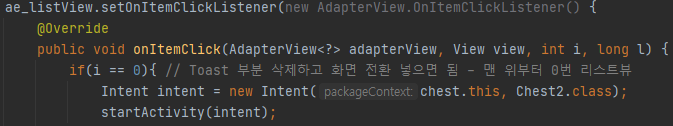 ae_listView.setOnItemClickListener(new AdapterView.OnItemClickListener() {
@Override
public void onItemClick(AdapterView<?> adapterView, View view, int i, long l) {
if(i == 0){ // Toast 부분 삭제하고 화면 전환 넣으면 됨 - 맨 위부터 0번 리스트뷰
Intent intent = new Intent( packageContext: chest.this, Chest2.class);
startActivity(intent);